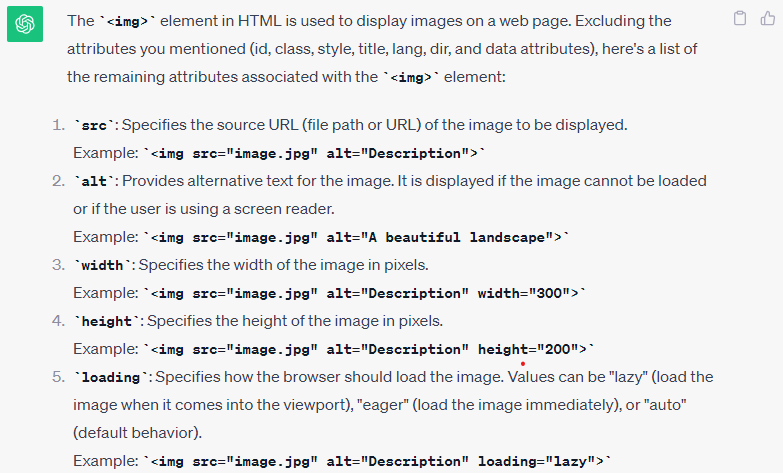 The `<img>` element in HTML is used to display images on a web page. Excluding the
attributes you mentioned (id, class, style, title, lang, dir, and data attributes), here's a list of
the remaining attributes associated with the `<img>` element:
1. `src`: Specifies the source URL (file path or URL) of the image to be displayed.
Example: `<img src="image.jpg" alt="Description">`
2. `alt`: Provides alternative text for the image. It is displayed if the image cannot be loaded
or if the user is using a screen reader.
Example: `<img src="image.jpg" alt="A beautiful landscape">`
3. `width`: Specifies the width of the image in pixels.
Example: `<img src="image.jpg" alt="Description" width="300">`
4. `height`: Specifies the height of the image in pixels.
Example: `<img src="image.jpg" alt="Description" height="200">`
5. `loading`: Specifies how the browser should load the image. Values can be "lazy" (load the
image when it comes into the viewport), "eager" (load the image immediately), or "auto"
(default behavior).
Example: `<img src="image.jpg" alt="Description" loading="lazy">`